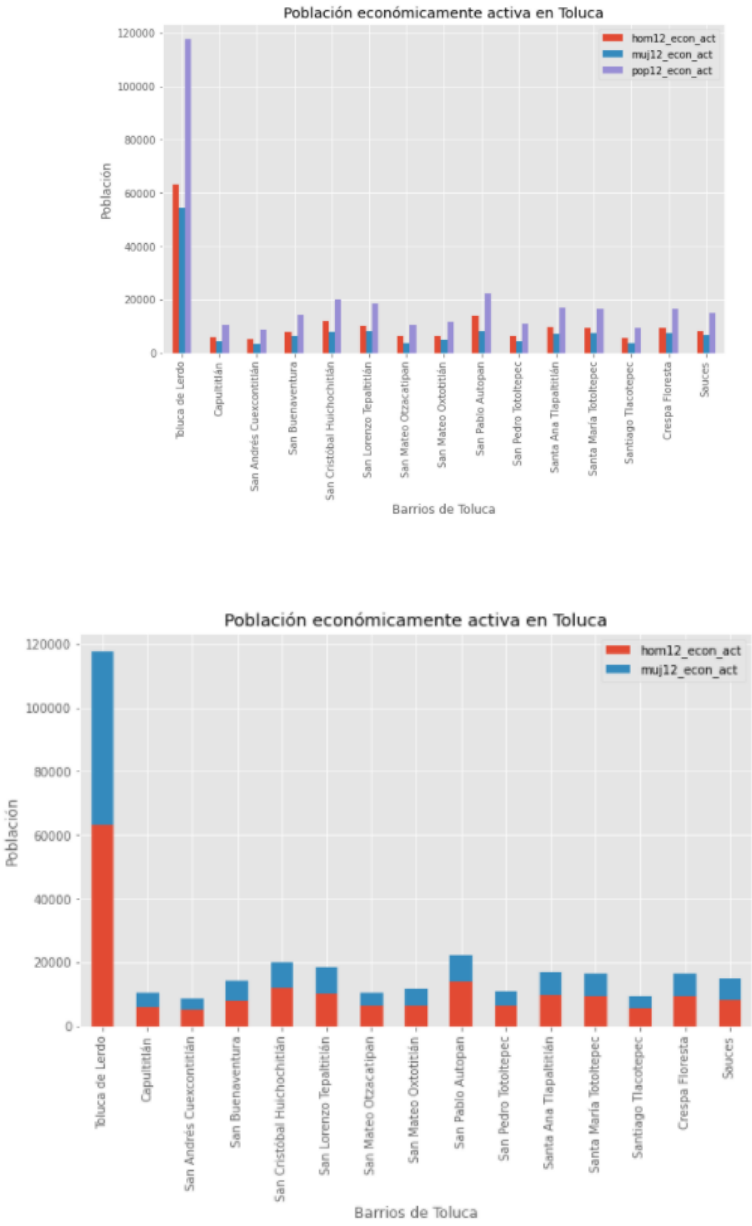 Población económicamente activa en Toluca
hom12_econ_act
muj12_econ_act
pop12_econ_act
120000
100000
80000
60000
40000
20000
0
Población
Toluca de Lerdo
Capultitlán
San Andrés Cuexcontitlán
San Buenaventura
San Cristóbal Huichochitlán
San Lorenzo Tepaltitlán
San Mateo Otzacatipan
San Mateo Oxtotitlán
San Pablo Autopan
San Pedro Totoltepec
Santa Ana Tlapaltitlán
Santa María Totoltepec
Santiago Tlacotepec
Crespa Floresta
Sauces
Barrios de Toluca
Población económicamente activa en Toluca
hom12_econ_act
muj12_econ_act
120000
100000
80000
60000
40000
20000
0
Población
Toluca de Lerdo
Capultitlán
San Andrés Cuexcontitlán
San Buenaventura
San Cristóbal Huichochitlán
San Lorenzo Tepaltitlán
San Mateo Otzacatipan
San Mateo Oxtotitlán
San Pablo Autopan
San Pedro Totoltepec
Santa Ana Tlapaltitlán
Santa María Totoltepec
Santiago Tlacotepec
Crespa Floresta
Sauces
Barrios de Toluca